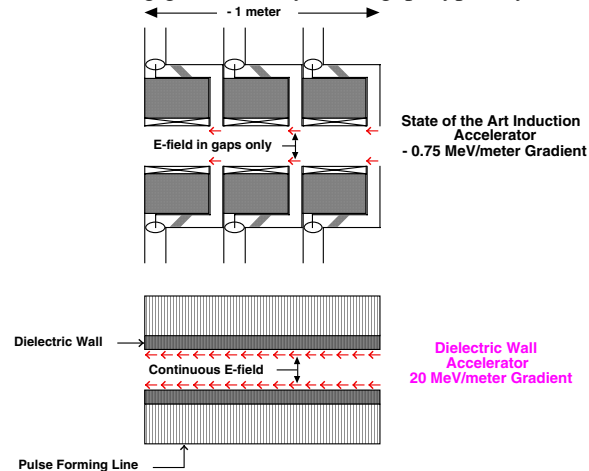 - 1 meter
E-field in gaps only
State of the Art Induction
Accelerator
- 0.75 MeV/meter Gradient
Dielectric Wall
Continuous E-field
Dielectric Wall
Accelerator
20 MeV/meter Gradient
Pulse Forming Line